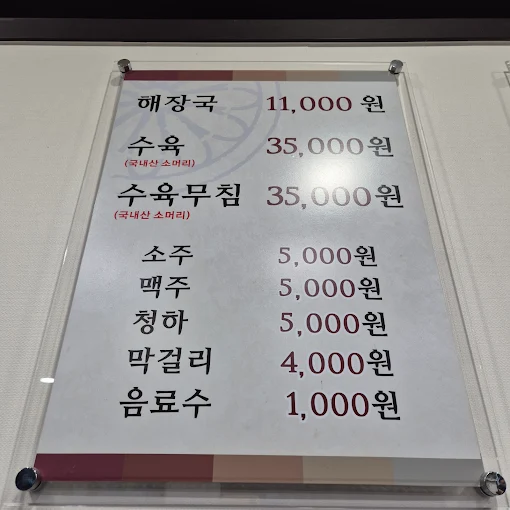 해장국 11,000 원
수육 35,000원
(국내산 소머리)
수육무침 35,000원
(국내산 소머리)
소주 5,000원
맥주 5,000원
청하 5,000원
막걸리 4,000원
음료수 1,000원